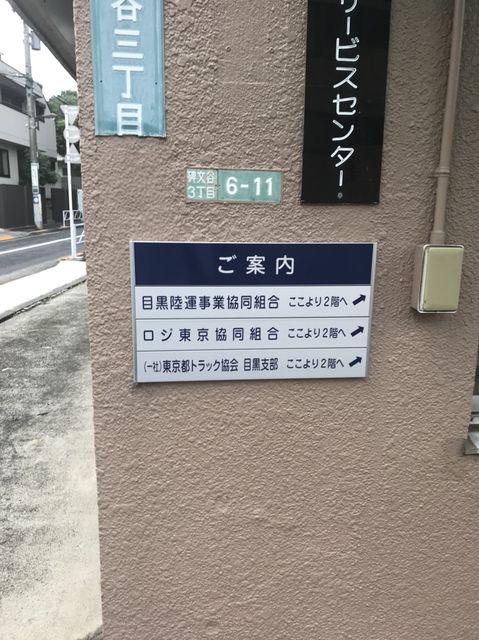 谷三丁目
サービスセンター
碑文谷
3丁目
6-11
ご案内
目黒陸運事業協同組合 ここより2階へ
ロジ東京協同組合 ここより2階へ
(一社)東京都トラック協会 目黒支部 ここより2階へ